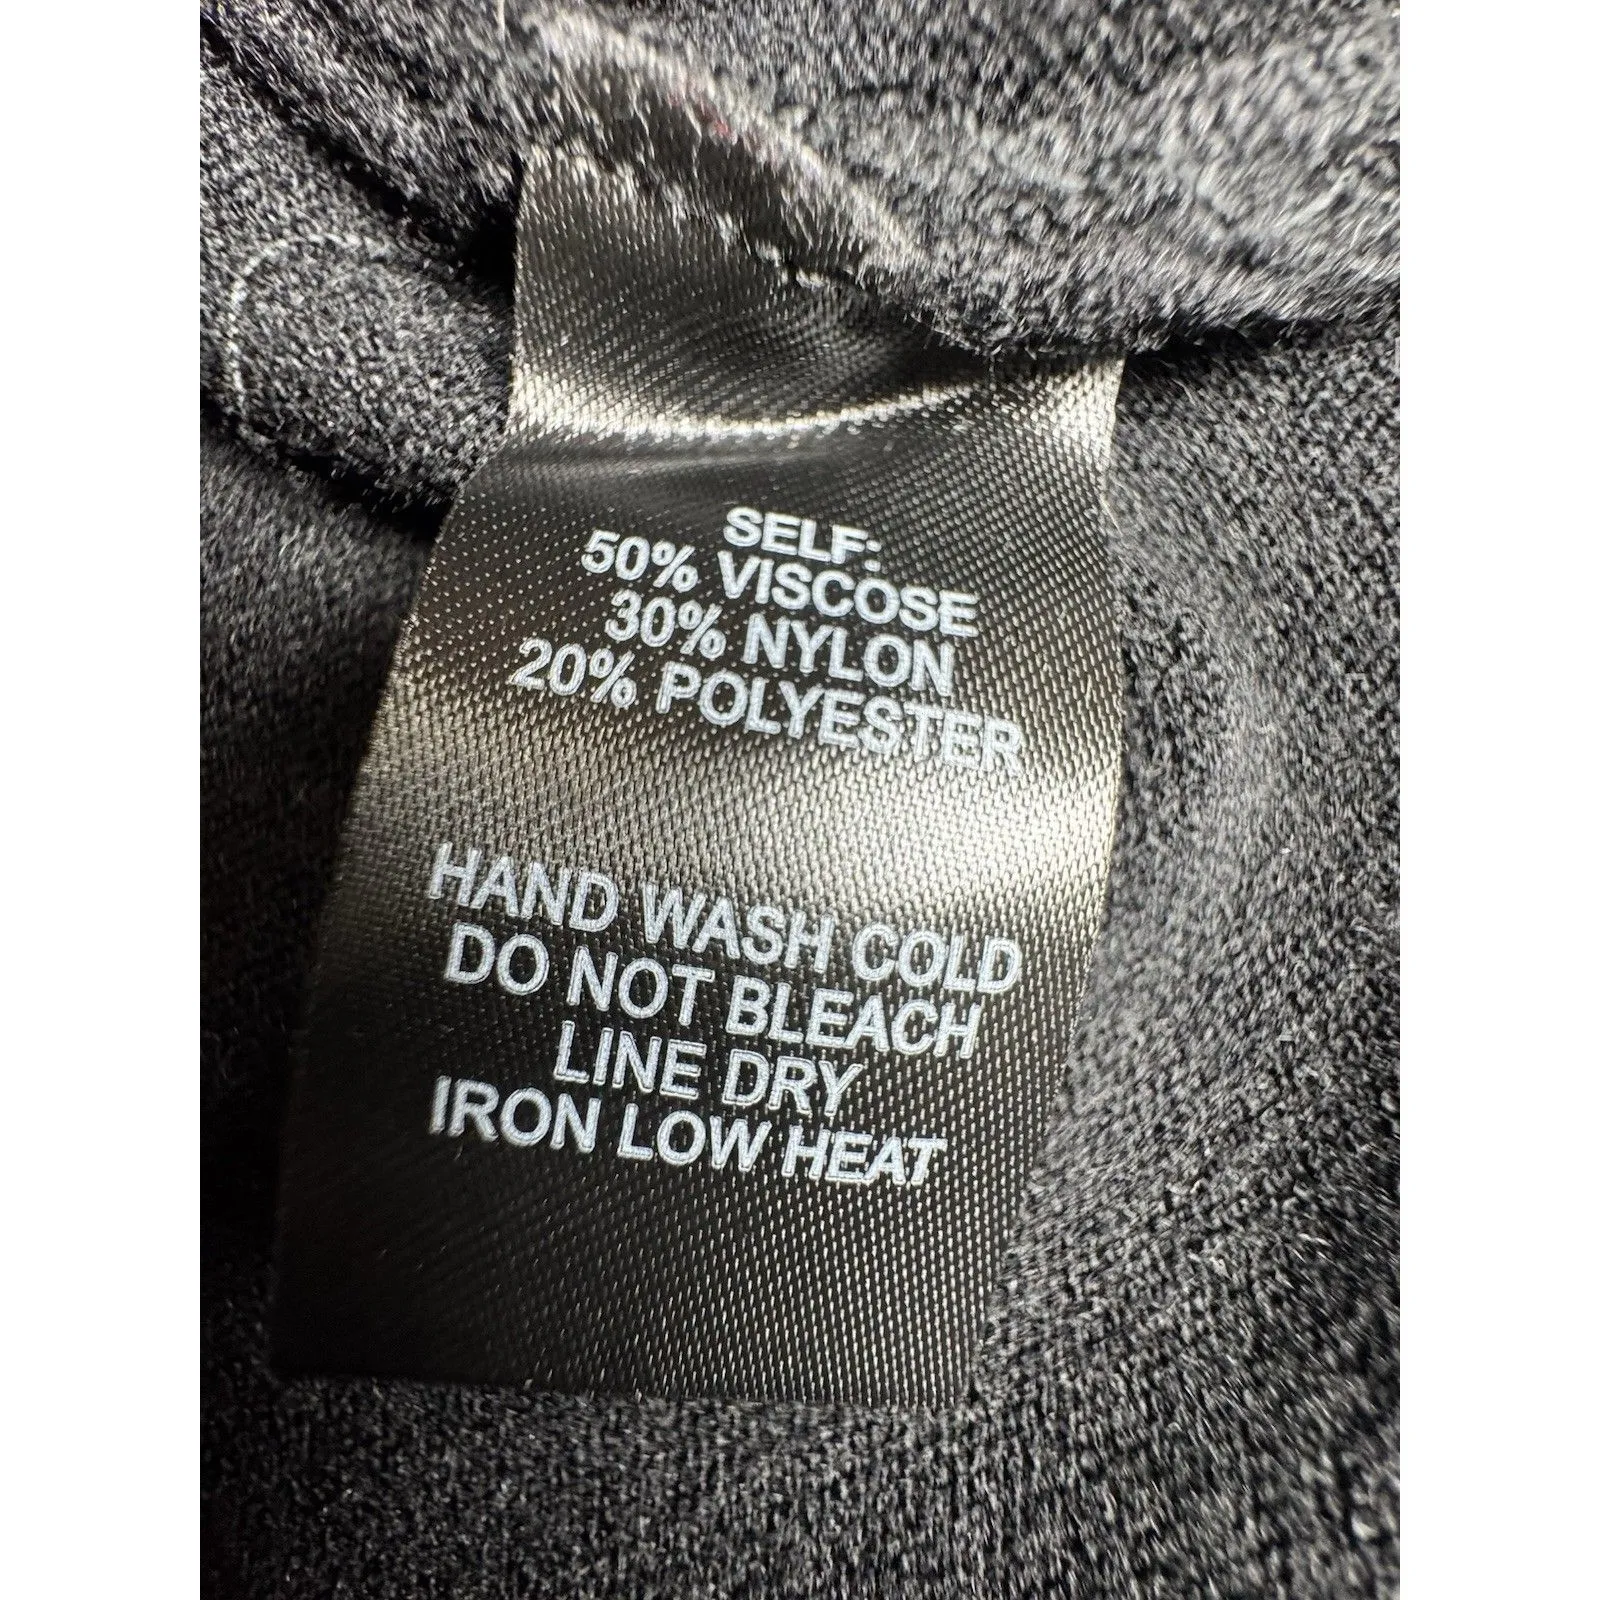 SELF:
50% VISCOSE
30% NYLON
20% POLYESTER
HAND WASH COLD
DO NOT BLEACH
LINE DRY
IRON LOW HEAT